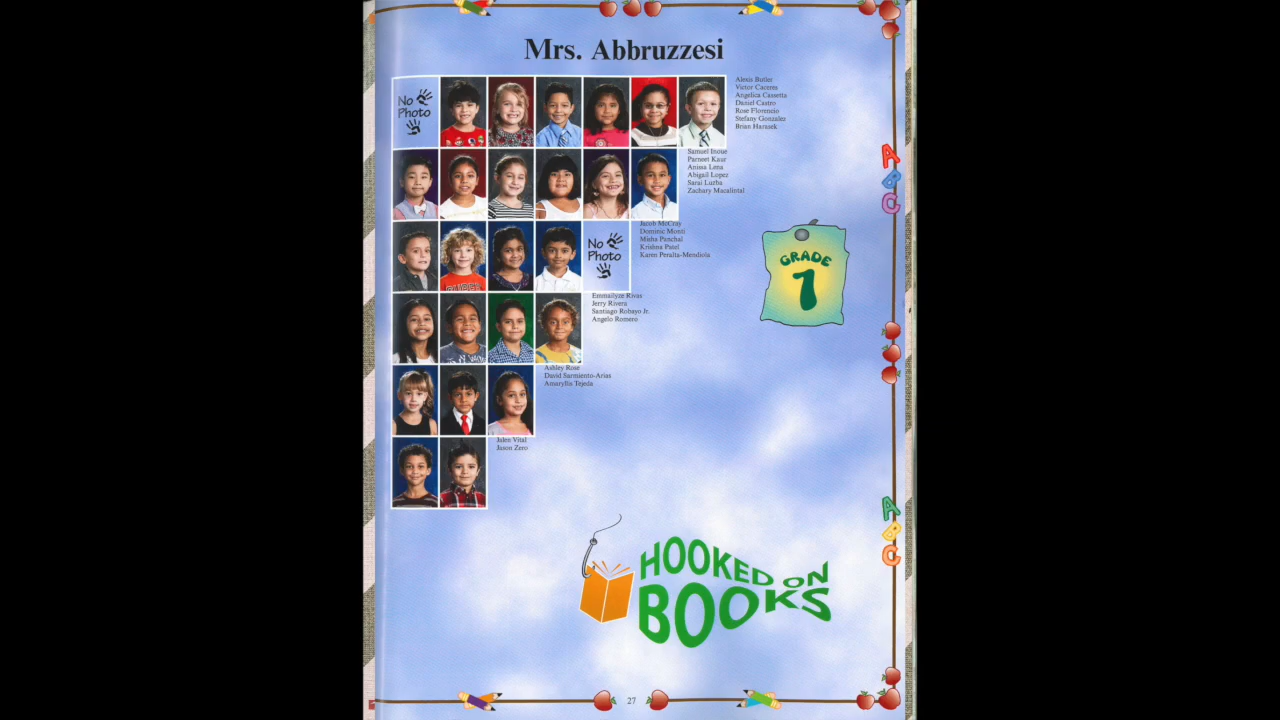 Mrs. Abbruzzesi
No
Photo
Alexis Butler
Victor Caceres
Angelica Cassetta
Daniel Castro
Rose Florencio
Stefany Gonzalez
Brian Harasek
Samuel Inoue
Parneet Kaur
Anissa Lena
Abigail Lopez
Sarai Luzba
Zachary Macalintal
Jacob McCray
Dominic Monti
Misha Panchal
Krishna Patel
Karen Peralta-Mendiola
No
Photo
GRADE
1
Emmailyze Rivas
Jerry Rivera
Santiago Robayo Jr.
Angelo Romero
Ashley Rose
David Sarmiento-Arias
Amaryllis Tejeda
Jalen Vital
Jason Zero
A
B
C
A
B
C
HOOKED ON
BOOKS
27